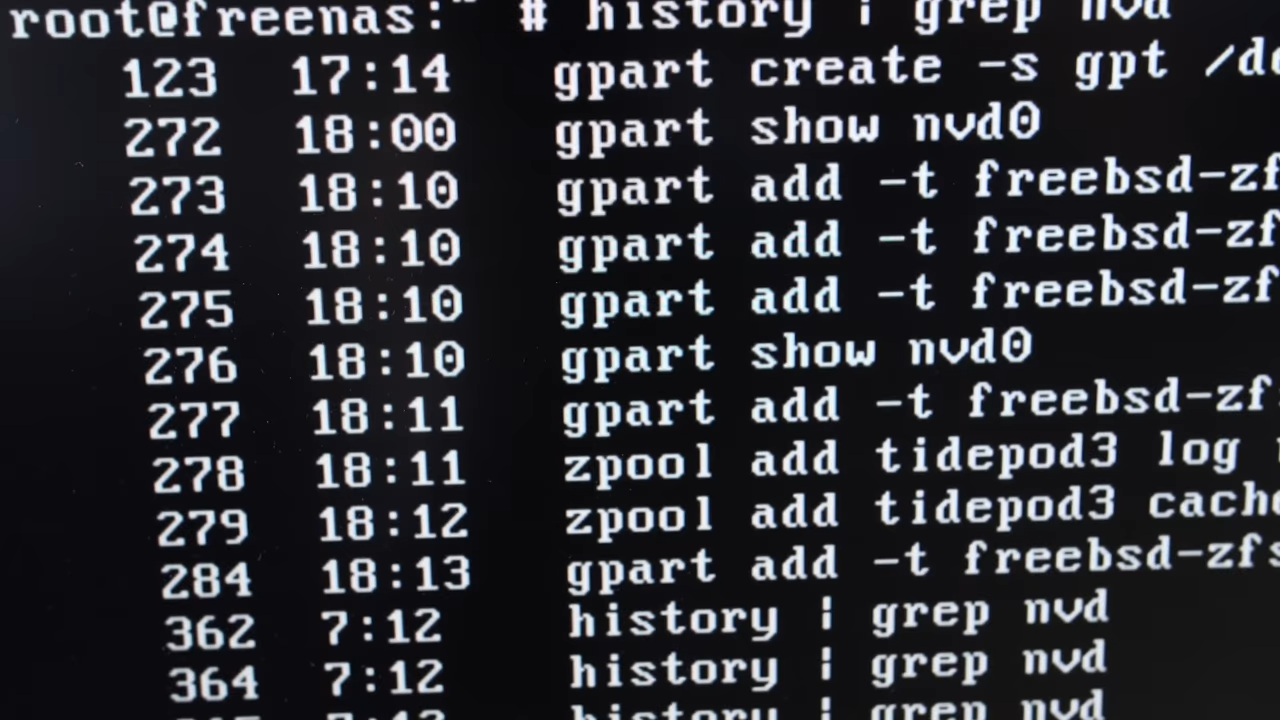 root@freenas:~ # history | grep nvd
123 17:14 gpart create -s gpt /de
272 18:00 gpart show nvd0
273 18:10 gpart add -t freebsd-zf
274 18:10 gpart add -t freebsd-zf
275 18:10 gpart add -t freebsd-zf
276 18:10 gpart show nvd0
277 18:11 gpart add -t freebsd-zf
278 18:11 zpool add tidepod3 log
279 18:12 zpool add tidepod3 cache
284 18:13 gpart add -t freebsd-zfs
362 7:12 history | grep nvd
364 7:12 history | grep nvd
history | grep nvd